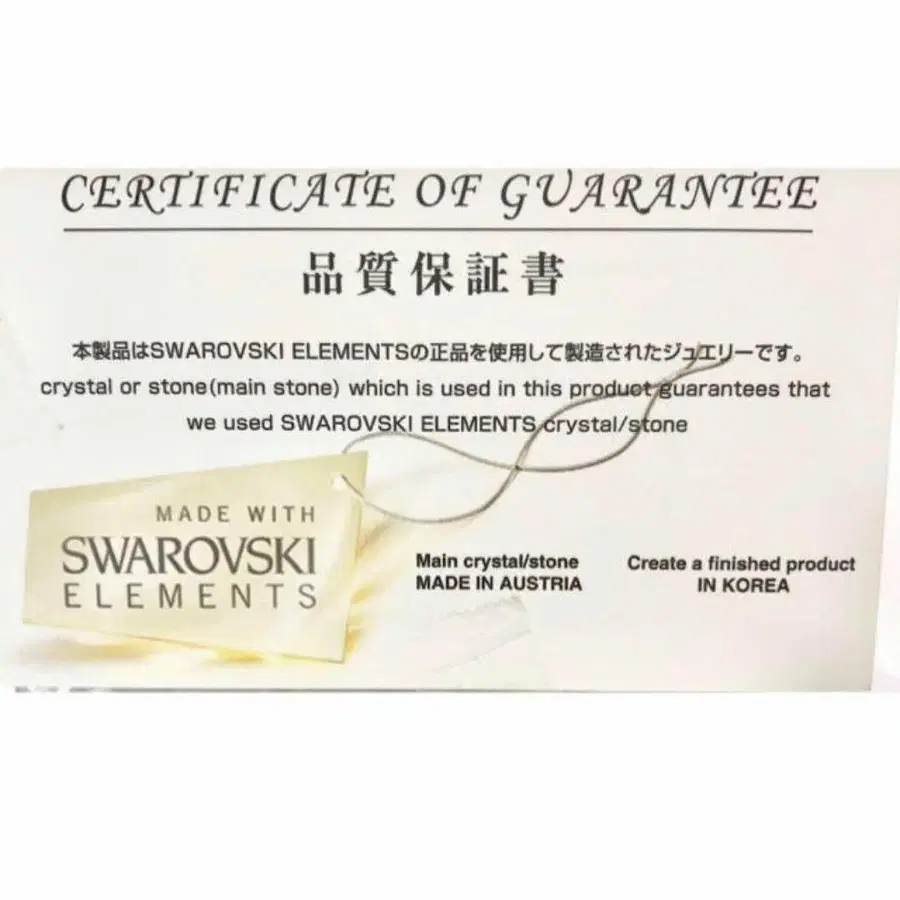 CERTIFICATE OF GUARANTEE
品質保証書
本製品はSWAROVSKI ELEMENTSの正品を使用して製造されたジュエリーです。
crystal or stone(main stone) which is used in this product guarantees that
we used SWAROVSKI ELEMENTS crystal/stone
MADE WITH
SWAROVSKI
ELEMENTS
Main crystal/stone
MADE IN AUSTRIA
Create a finished product
IN KOREA